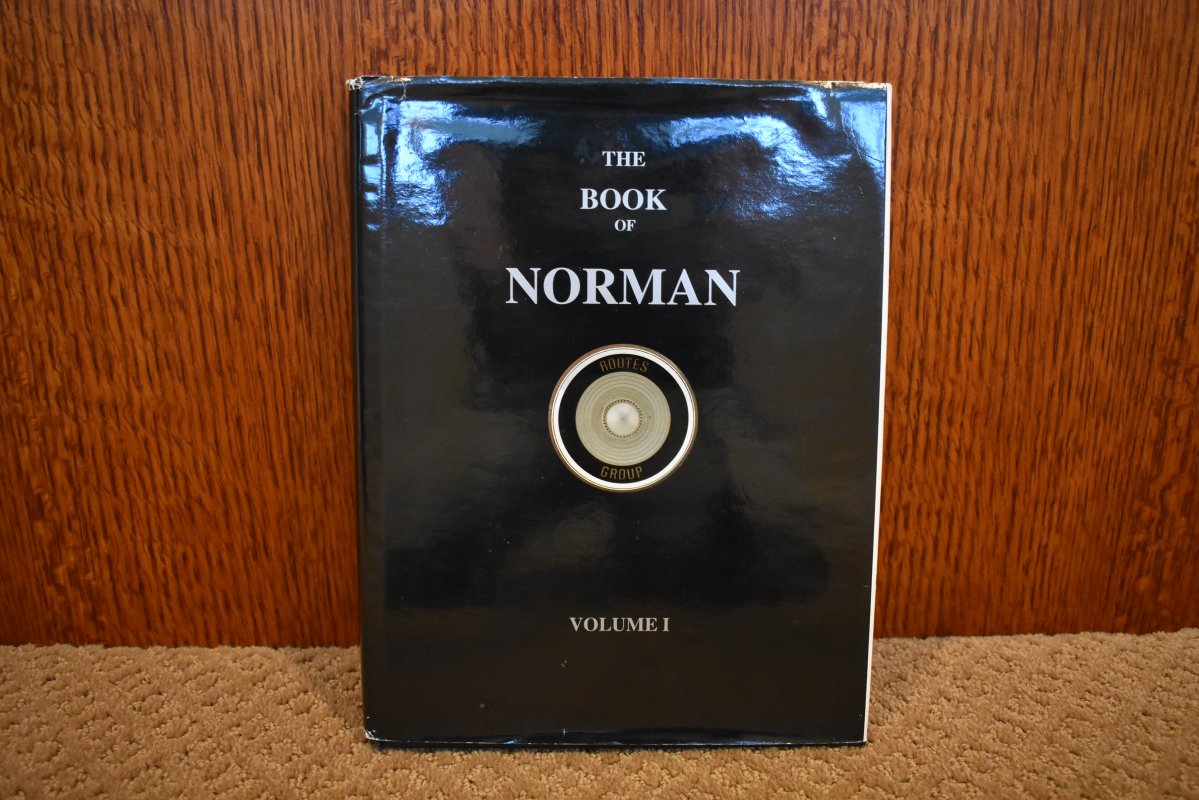 THE
BOOK
OF
NORMAN
ROOTES
GROUP
VOLUME I